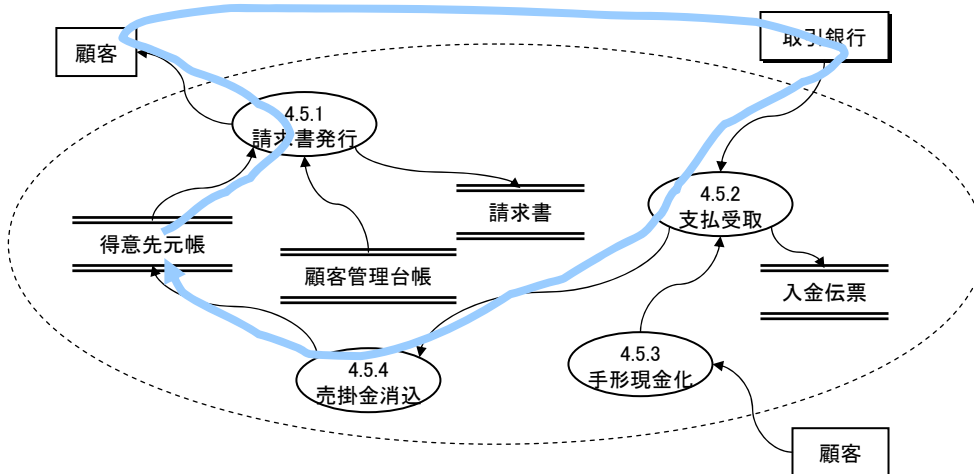 顧客
取引銀行
4.5.1
請求書発行
4.5.2
支払受取
請求書
得意先元帳
顧客管理台帳
入金伝票
4.5.3
手形現金化
4.5.4
売掛金消込
顧客